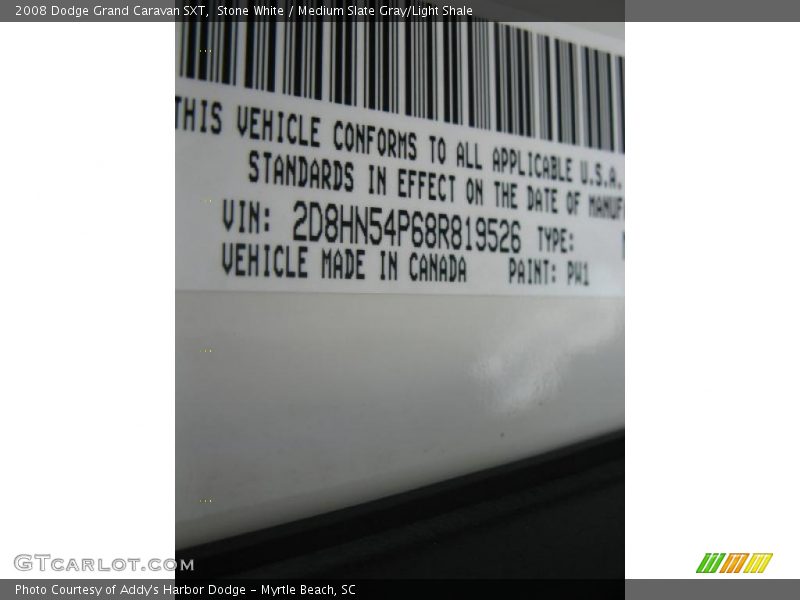 2008 Dodge Grand Caravan SXT, Stone White / Medium Slate Gray/Light Shale
THIS VEHICLE CONFORMS TO ALL APPLICABLE U.S.A.
STANDARDS IN EFFECT ON THE DATE OF MANUF
VIN: 2D8HN54P68R819526 TYPE:
VEHICLE MADE IN CANADA PAINT: PW1
GTCARLOT.COM
Photo Courtesy of Addy's Harbor Dodge - Myrtle Beach, SC